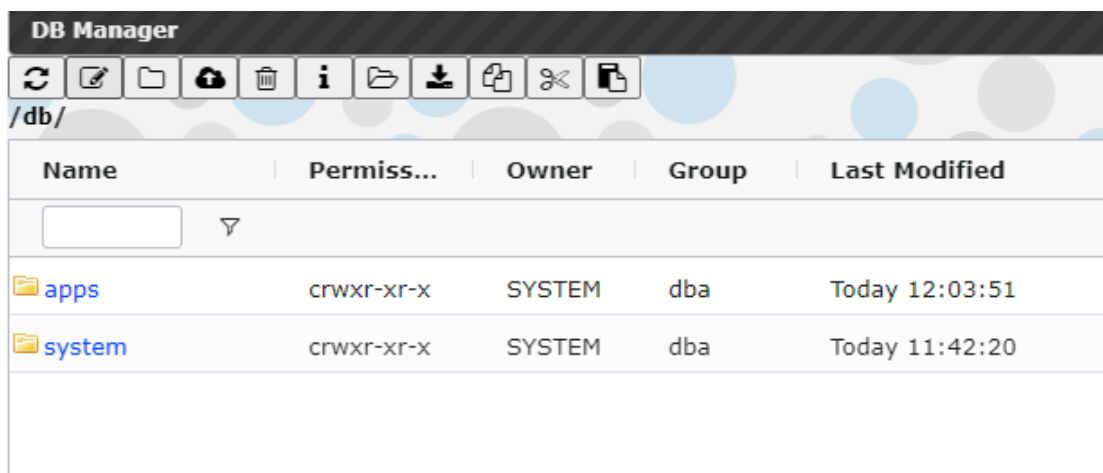 DB Manager
/db/
Name Permiss... Owner Group Last Modified
apps crwxr-xr-x SYSTEM dba Today 12:03:51
system crwxr-xr-x SYSTEM dba Today 11:42:20